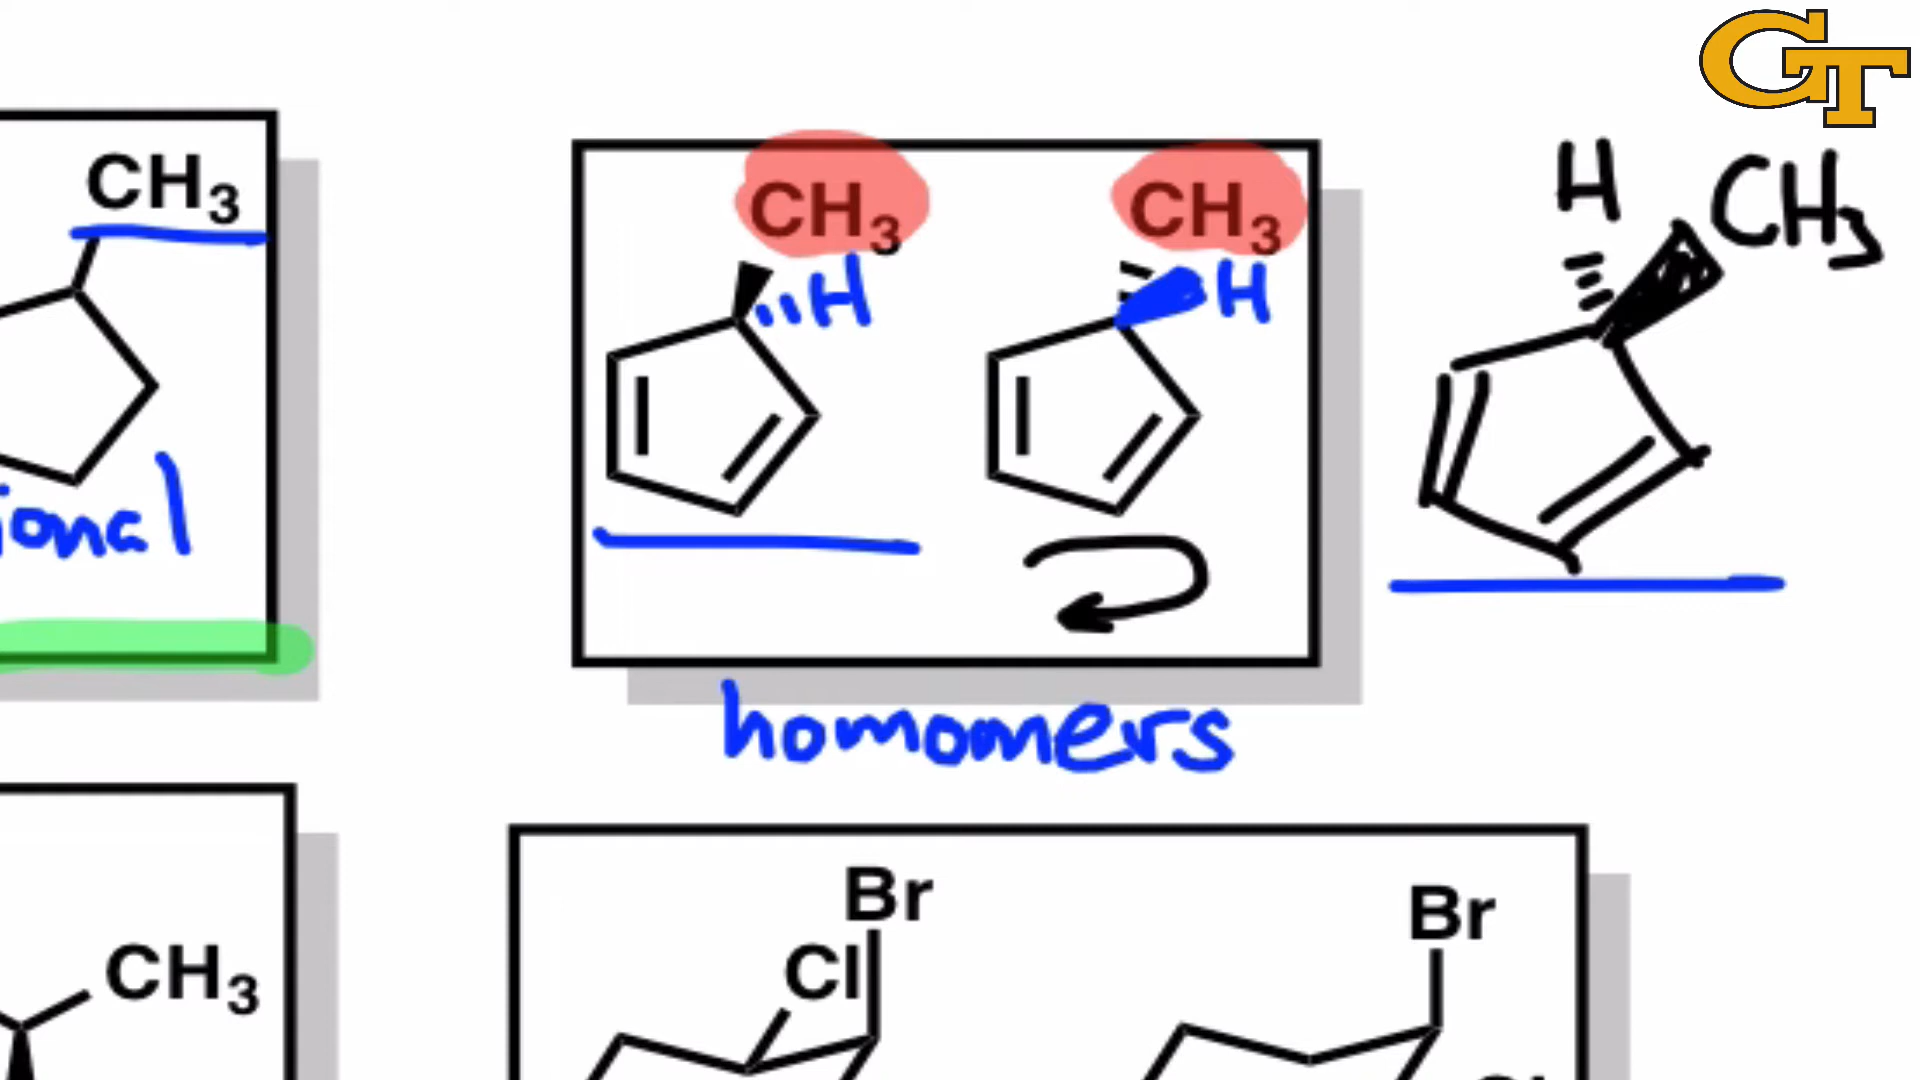 GT
CH3
CH3
H
CH3
H
H
CH3
ional
homomers
CH3
Br
Cl
Br